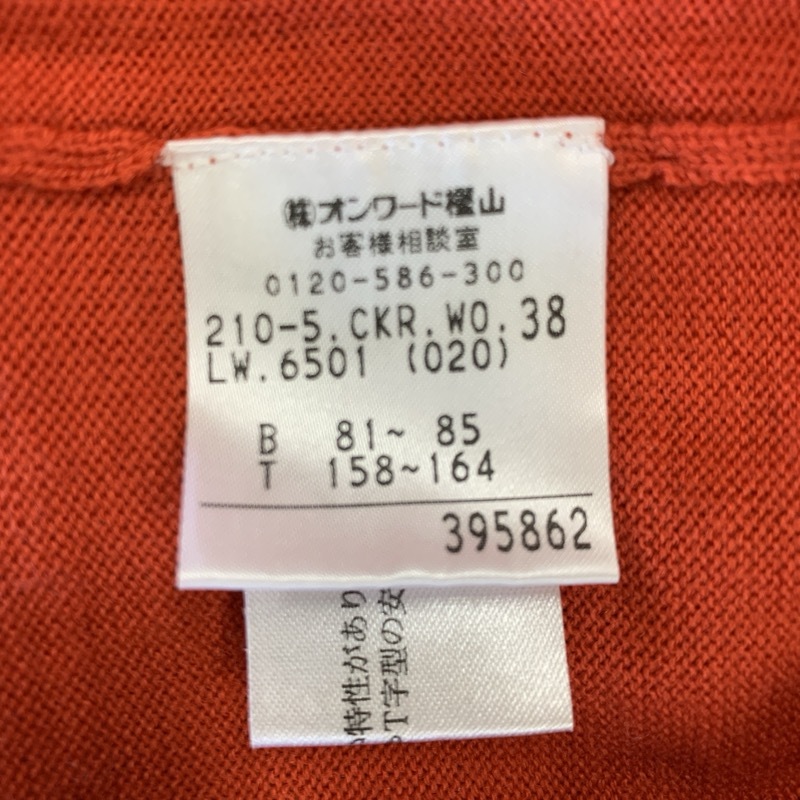 ㈱オンワード樫山
お客様相談室
0120-586-300
210-5.CKR.WO.38
LW.6501 (020)
B 81~ 85
T 158~164
395862
特性があり
T字型の安